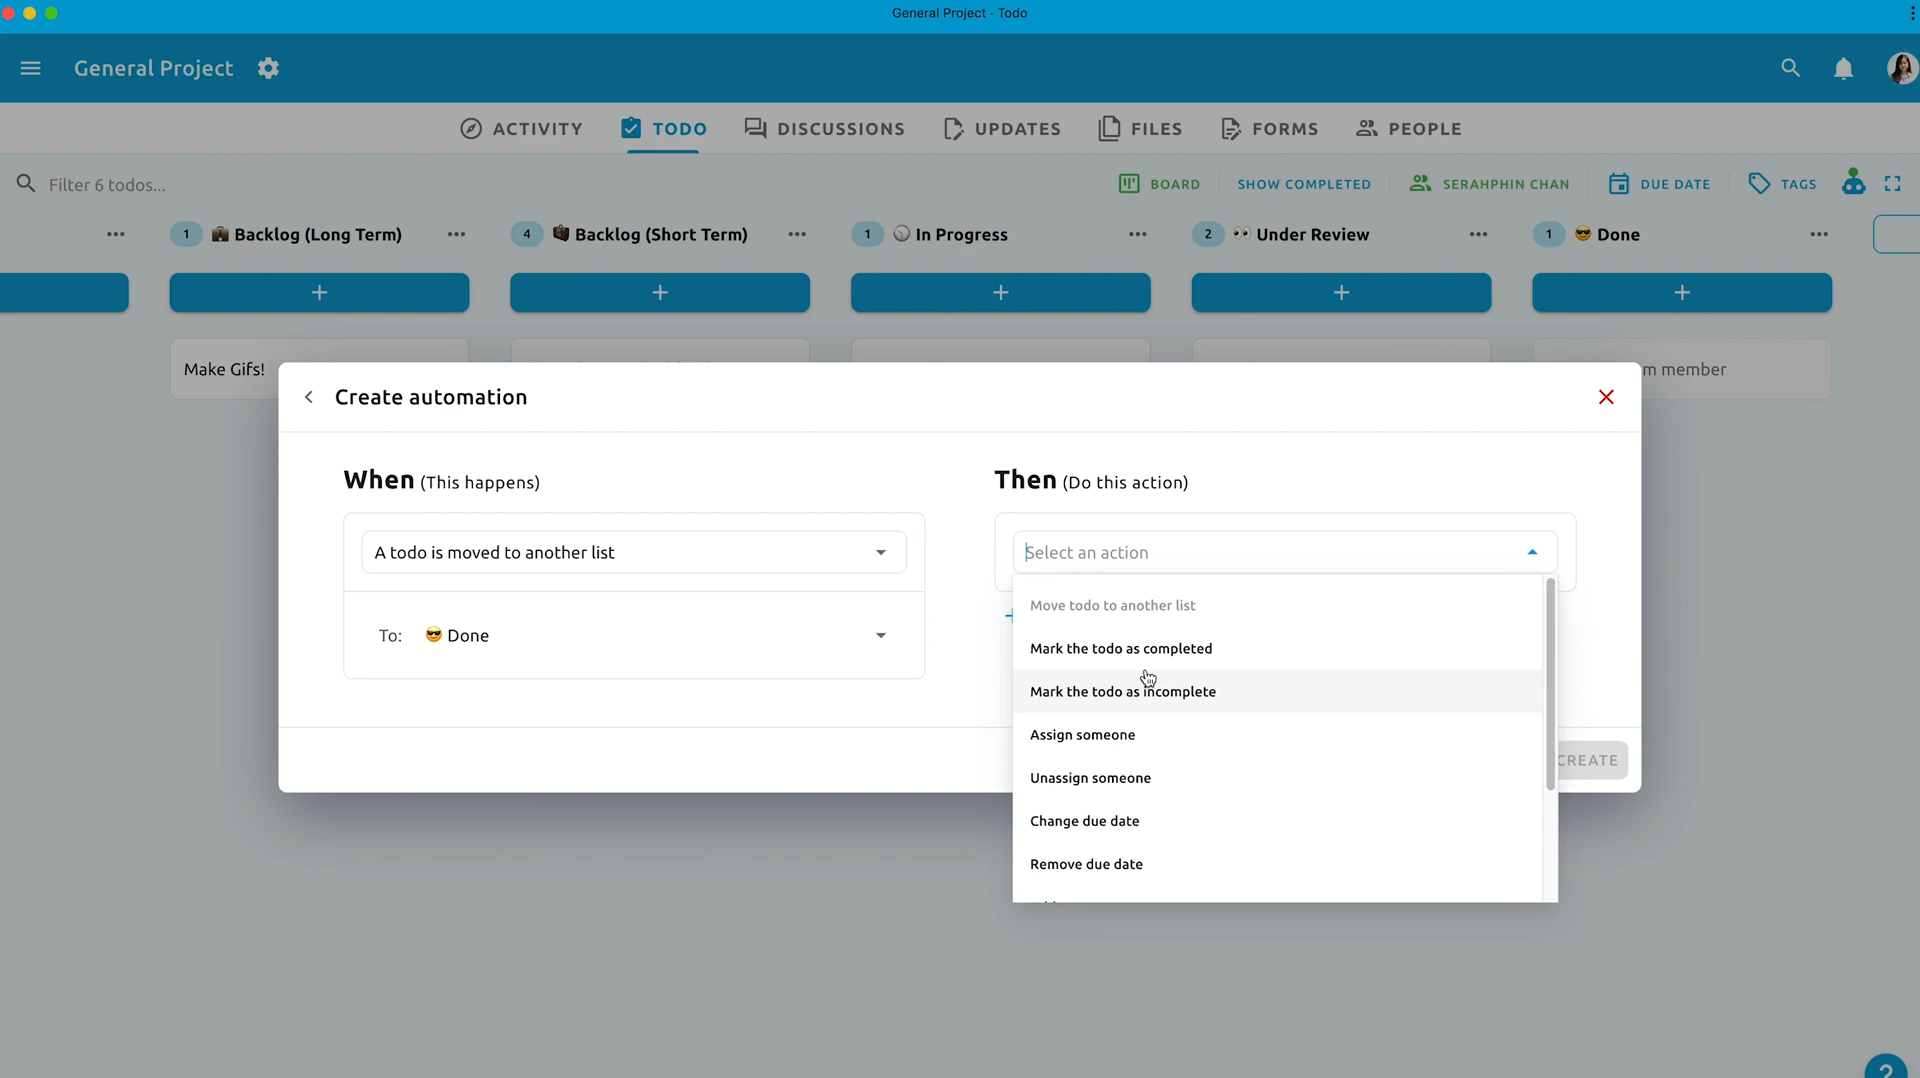 General Project · Todo
General Project
ACTIVITY
TODO
DISCUSSIONS
UPDATES
FILES
FORMS
PEOPLE
Filter 6 todos...
BOARD
SHOW COMPLETED
SERAHPHIN CHAN
DUE DATE
TAGS
1 💼 Backlog (Long Term)
4 Backlog (Short Term)
1 In Progress
2 👀 Under Review
1 😎 Done
+
+
+
+
+
Make Gifs!
member
Create automation
When (This happens)
A todo is moved to another list
To: 😎 Done
Then (Do this action)
Select an action
+
Move todo to another list
Mark the todo as completed
Mark the todo as incomplete
Assign someone
Unassign someone
Change due date
Remove due date
CREATE
?